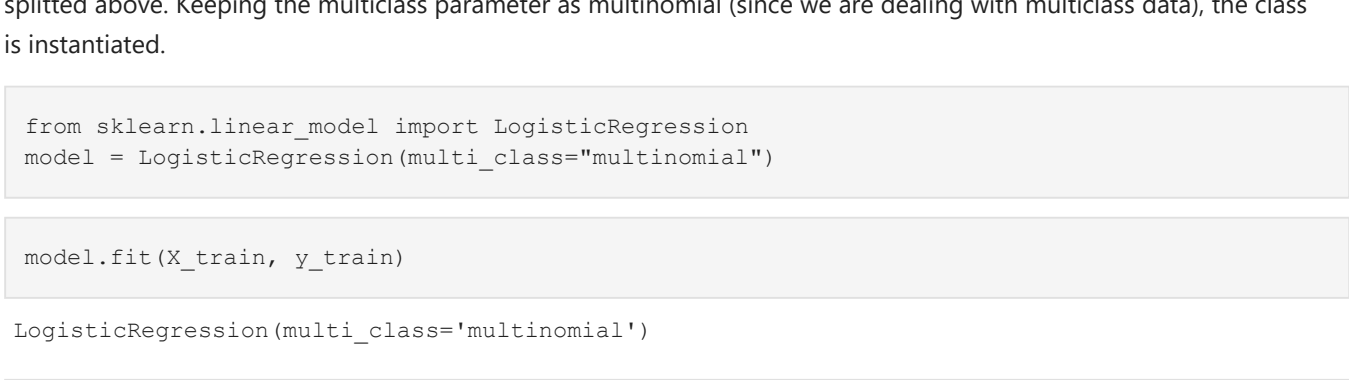 splitted above. Keeping the multiclass parameter as multinomial (since we are dealing with multiclass data), the class
is instantiated.
from sklearn.linear_model import LogisticRegression
model = LogisticRegression(multi_class="multinomial")
model.fit(X_train, y_train)
LogisticRegression(multi_class='multinomial')